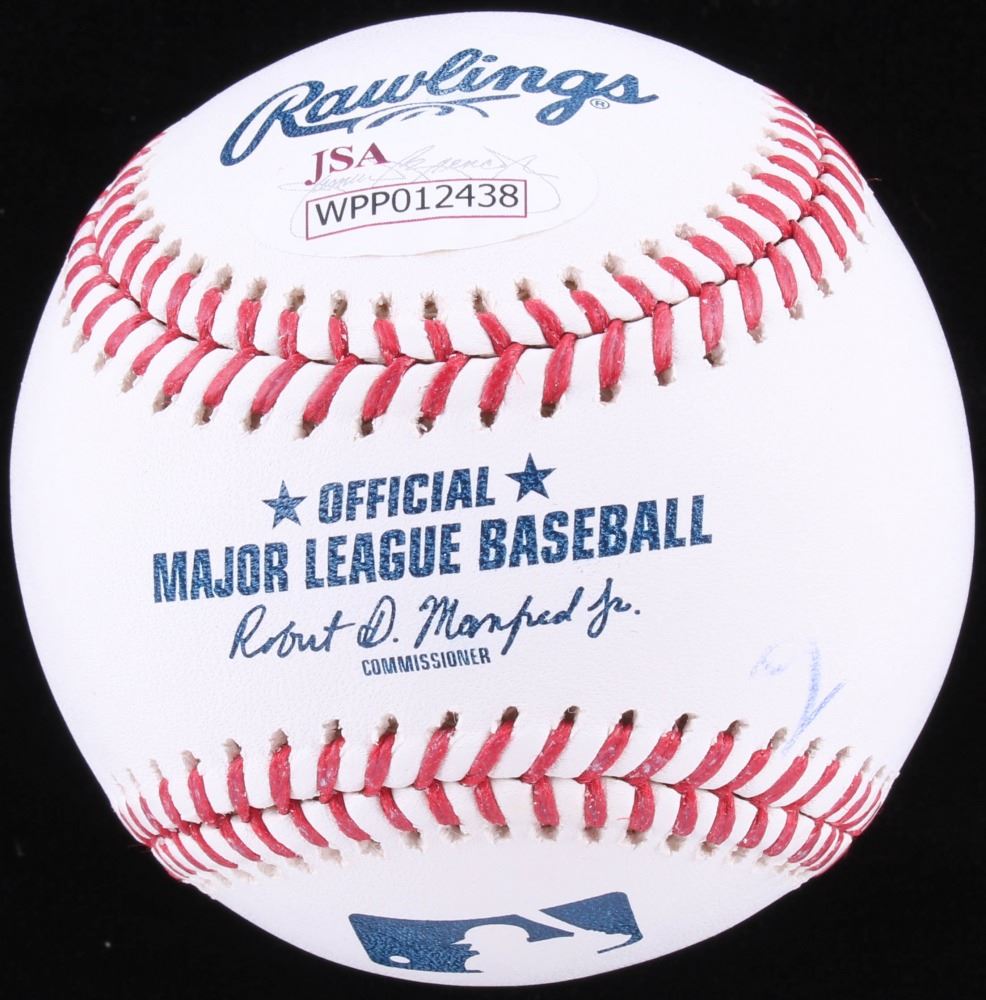 Rawlings®
JSA
WPP012438
★ OFFICIAL ★
MAJOR LEAGUE BASEBALL
Robert D. Manfred Jr.
COMMISSIONER